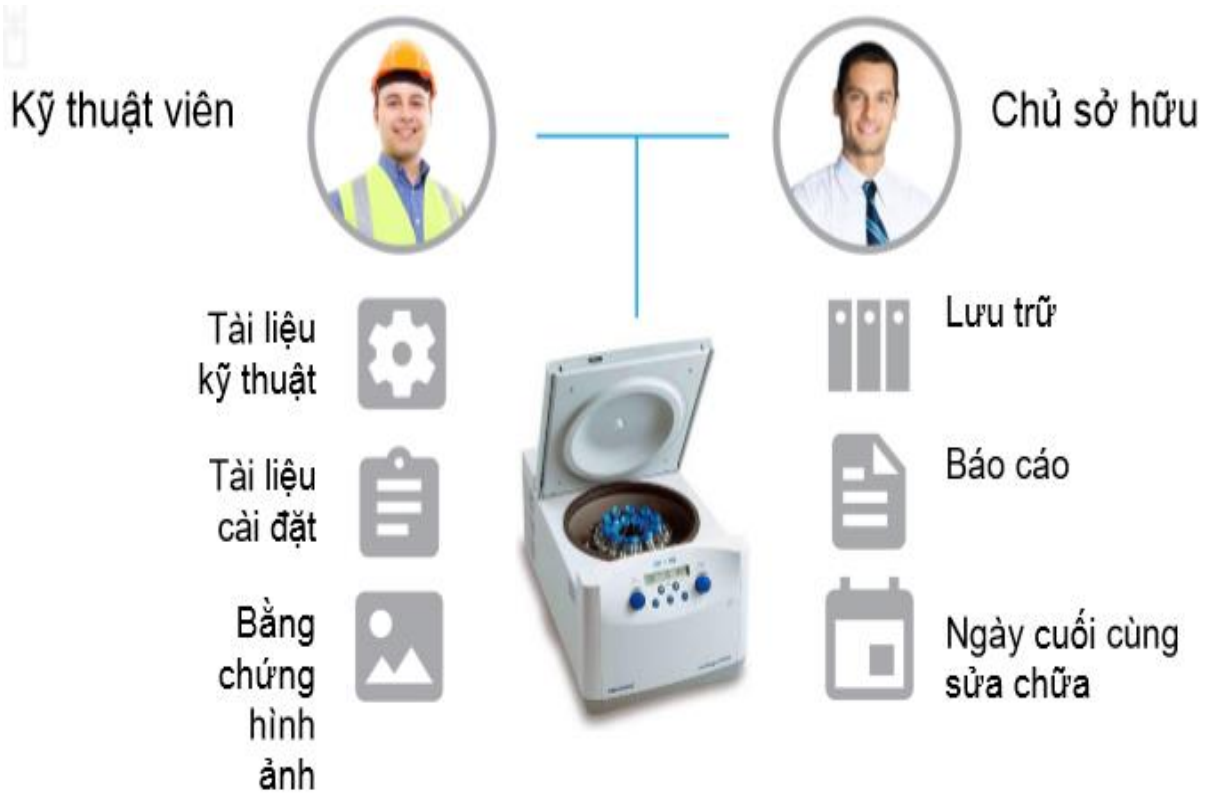 Kỹ thuật viên
Chủ sở hữu
Tài liệu
kỹ thuật
Tài liệu
cài đặt
Bằng
chứng
hình
ảnh
Lưu trữ
Báo cáo
Ngày cuối cùng
sửa chữa